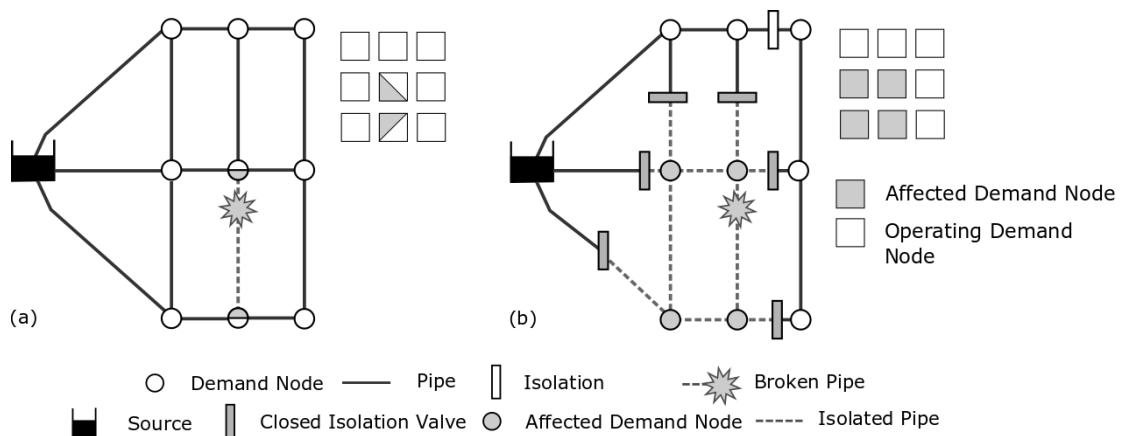 Affected Demand Node
Operating Demand
Node
(a)
(b)
Demand Node
Pipe
Isolation
Broken Pipe
Source
Closed Isolation Valve
Affected Demand Node
Isolated Pipe